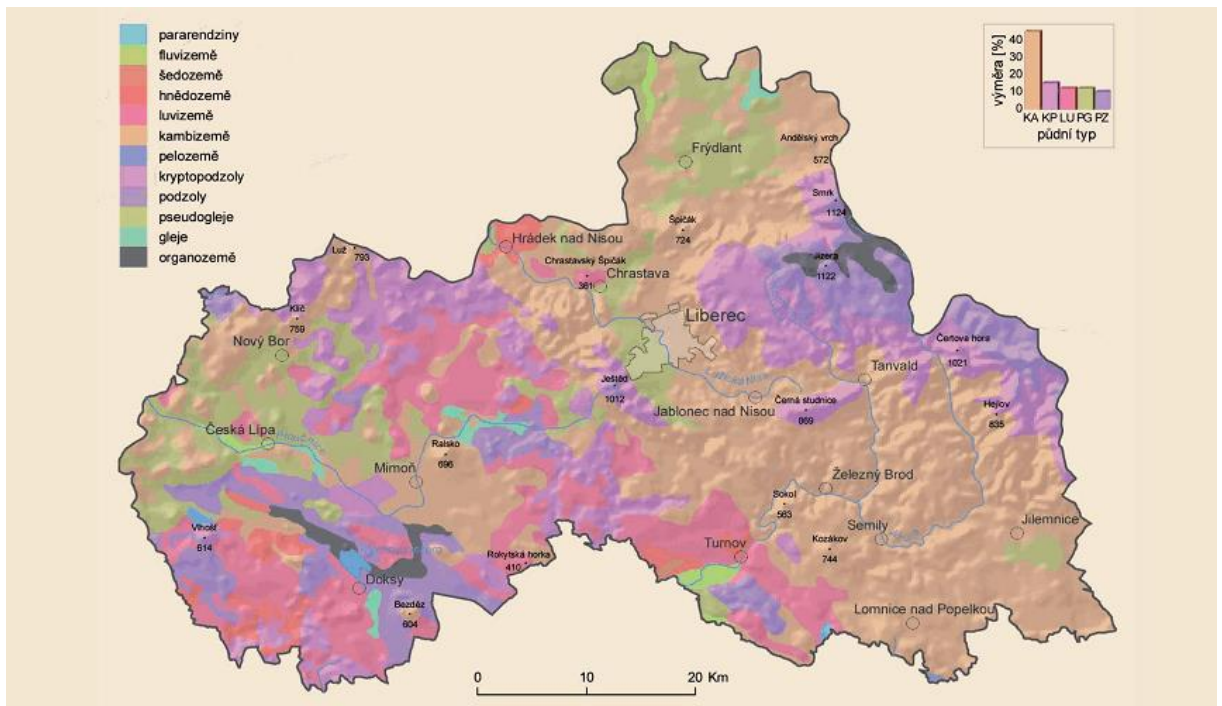 pararendziny
fluvizemě
šedozemě
hnědozemě
luvizemě
kambizemě
pelozemě
kryptopodzoly
podzoly
pseudogleje
gleje
organozemě
výměra [%]
40
30
20
10
0
KA KP LU PG PZ
půdní typ
Andělský vrch
572
Frýdlant
Smrk
1124
Špičák
724
Hrádek nad Nisou
Luž
793
Chrastavský Špičák
361
Chrastava
Jizera
1122
Klíč
759
Liberec
Nový Bor
Čertova hora
1021
Tanvald
Ještěd
1012
Jablonec nad Nisou
Černá studnice
869
Hejlov
835
Česká Lípa
Ralsko
696
Mimoň
Železný Brod
Sokol
563
Vlhošť
614
Semily
Jilemnice
Turnov
Kozákov
744
Rokytská horka
410
Doksy
Bezděz
604
Lomnice nad Popelkou
0 10 20 Km